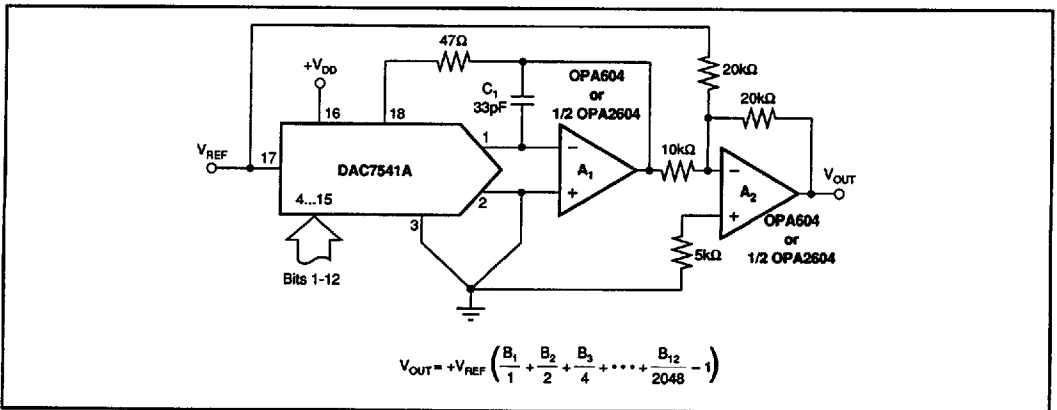 47Ω
+V_DD
16
18
C₁
33pF
OPA604
or
1/2 OPA2604
20kΩ
20kΩ
V_REF
17
DAC7541A
4...15
1
2
3
−
+
A₁
10kΩ
−
+
A₂
V_OUT
OPA604
or
1/2 OPA2604
5kΩ
Bits 1-12
V_OUT = +V_REF (B₁/1 + B₂/2 + B₃/4 + • • • + B₁₂/2048 − 1)